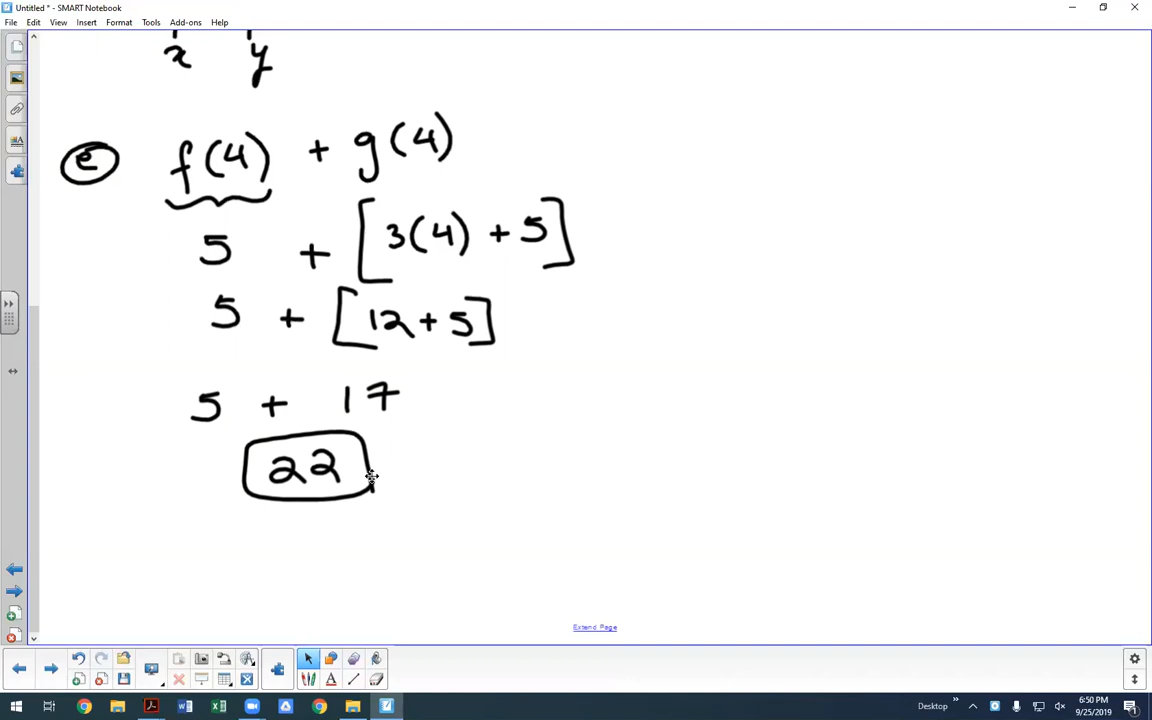 Untitled * - SMART Notebook
File Edit View Insert Format Tools Add-ons Help
x y
e f(4) + g(4)
5 + [3(4) + 5]
5 + [12 + 5]
5 + 17
22
Extend Page
Desktop
6:50 PM
9/25/2019